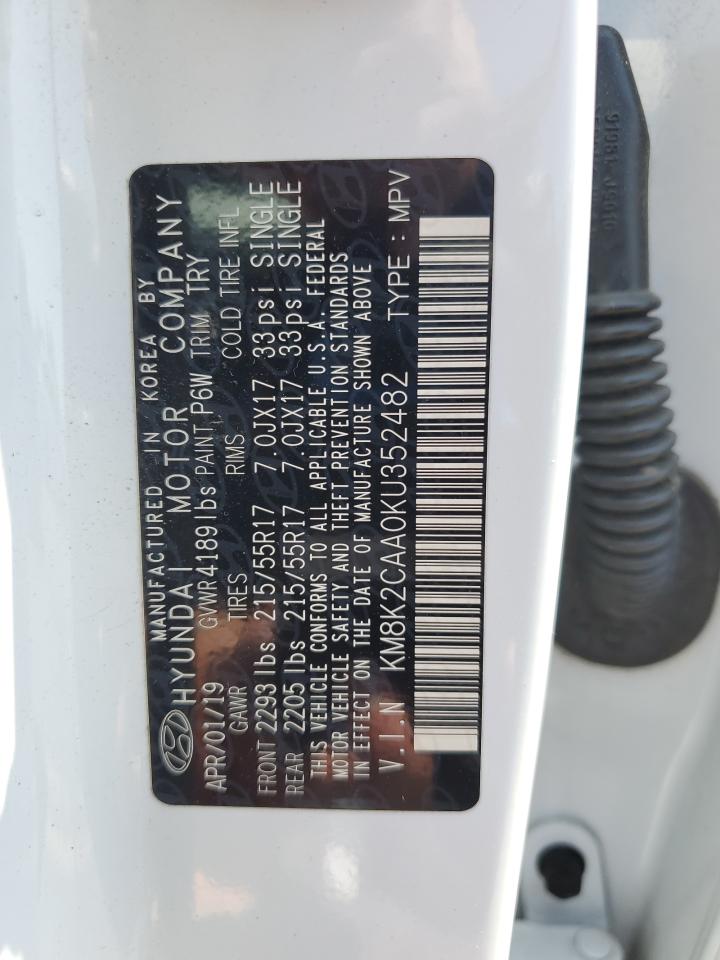 MANUFACTURED IN KOREA BY
HYUNDAI MOTOR COMPANY
APR/01/19 GVWR 4189 lbs PAINT P6W TRIM TRY
GAWR TIRES RMS COLD TIRE INFL
FRONT 2293 lbs 215/55R17 7.0JX17 33psi SINGLE
REAR 2205 lbs 215/55R17 7.0JX17 33psi SINGLE
THIS VEHICLE CONFORMS TO ALL APPLICABLE U.S.A. FEDERAL
MOTOR VEHICLE SAFETY AND THEFT PREVENTION STANDARDS
IN EFFECT ON THE DATE OF MANUFACTURE SHOWN ABOVE
V.I.N KM8K2CAA0KU352482 TYPE : MPV